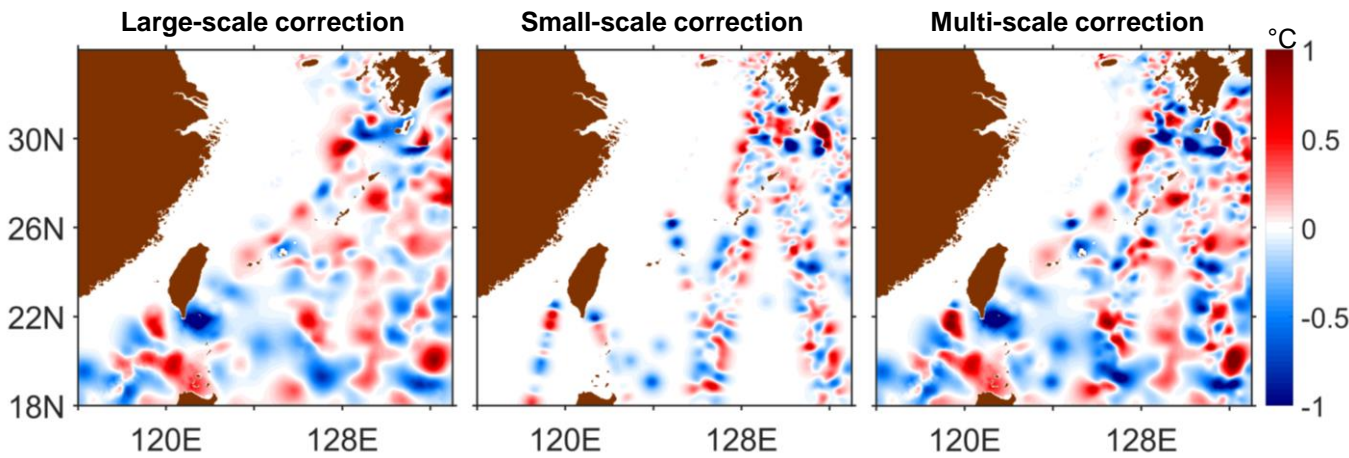 Large-scale correction Small-scale correction Multi-scale correction
°C
1
30N 0.5
26N 0
22N -0.5
18N -1
120E 128E 120E 128E 120E 128E